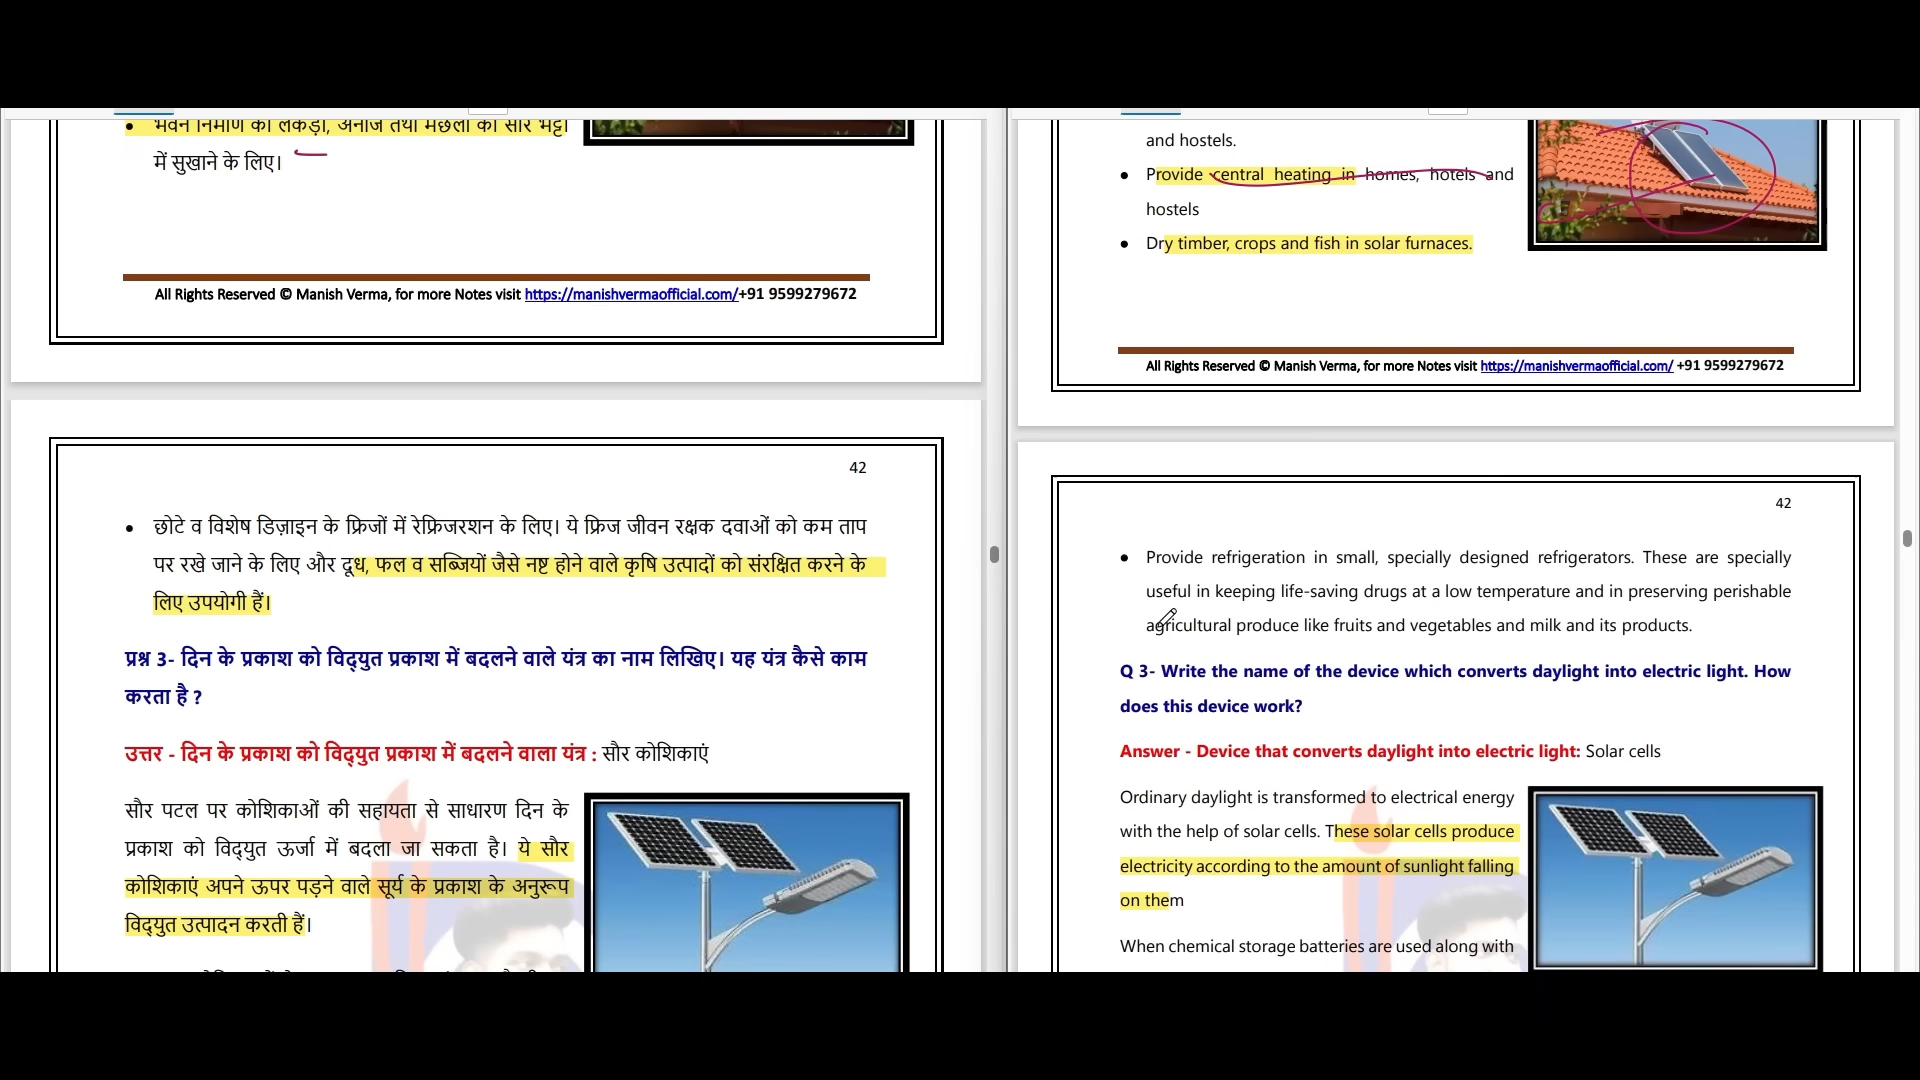 भवन निर्माण की लकड़ी, अनाज तथा मछली को सौर भट्टी
में सुखाने के लिए।
All Rights Reserved © Manish Verma, for more Notes visit https://manishvermaofficial.com/+91 9599279672
42
• छोटे व विशेष डिज़ाइन के फ्रिजों में रेफ्रिजरशन के लिए। ये फ्रिज जीवन रक्षक दवाओं को कम ताप
पर रखे जाने के लिए और दूध, फल व सब्जियों जैसे नष्ट होने वाले कृषि उत्पादों को संरक्षित करने के
लिए उपयोगी हैं।
प्रश्न 3- दिन के प्रकाश को विद्युत प्रकाश में बदलने वाले यंत्र का नाम लिखिए। यह यंत्र कैसे काम
करता है ?
उत्तर - दिन के प्रकाश को विद्युत प्रकाश में बदलने वाला यंत्र : सौर कोशिकाएं
सौर पटल पर कोशिकाओं की सहायता से साधारण दिन के
प्रकाश को विद्युत ऊर्जा में बदला जा सकता है। ये सौर
कोशिकाएं अपने ऊपर पड़ने वाले सूर्य के प्रकाश के अनुरूप
विद्युत उत्पादन करती हैं।
and hostels.
• Provide central heating in homes, hotels and
hostels
• Dry timber, crops and fish in solar furnaces.
All Rights Reserved © Manish Verma, for more Notes visit https://manishvermaofficial.com/ +91 9599279672
42
• Provide refrigeration in small, specially designed refrigerators. These are specially
useful in keeping life-saving drugs at a low temperature and in preserving perishable
agricultural produce like fruits and vegetables and milk and its products.
Q 3- Write the name of the device which converts daylight into electric light. How
does this device work?
Answer - Device that converts daylight into electric light: Solar cells
Ordinary daylight is transformed to electrical energy
with the help of solar cells. These solar cells produce
electricity according to the amount of sunlight falling
on them
When chemical storage batteries are used along with